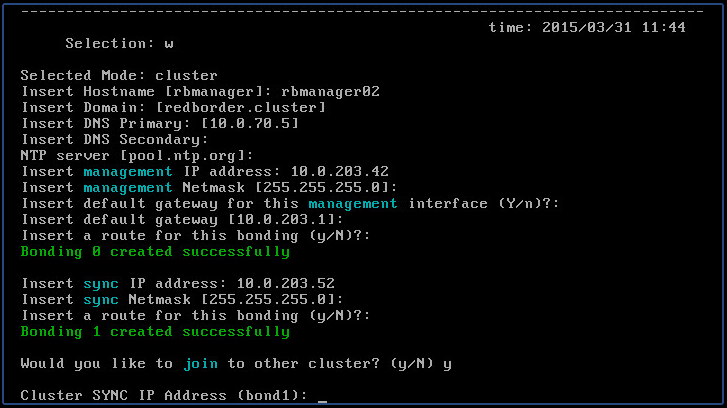 time: 2015/03/31 11:44
Selection: w
Selected Mode: cluster
Insert Hostname [rbmanager]: rbmanager02
Insert Domain: [redborder.cluster]
Insert DNS Primary: [10.0.70.5]
Insert DNS Secondary:
NTP server [pool.ntp.org]:
Insert management IP address: 10.0.203.42
Insert management Netmask [255.255.255.0]:
Insert default gateway for this management interface (Y/n)?:
Insert default gateway [10.0.203.1]:
Insert a route for this bonding (y/N)?:
Bonding 0 created successfully
Insert sync IP address: 10.0.203.52
Insert sync Netmask [255.255.255.0]:
Insert a route for this bonding (y/N)?:
Bonding 1 created successfully
Would you like to join to other cluster? (y/N) y
Cluster SYNC IP Address (bond1): _